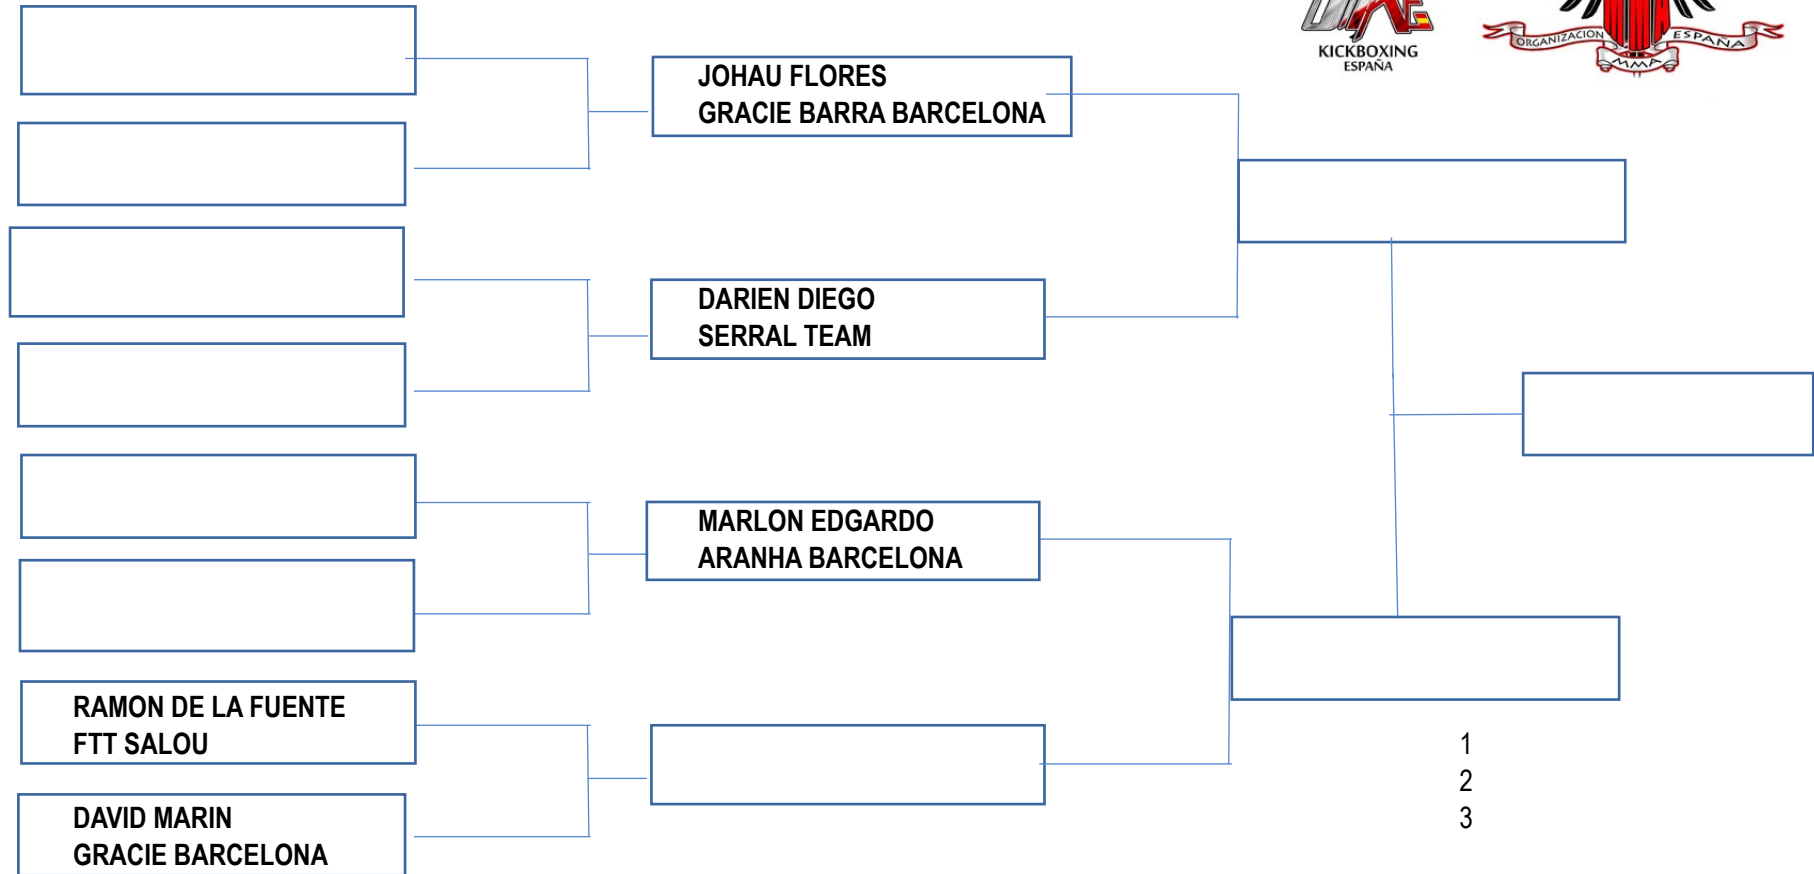 KICKBOXING
ESPAÑA
ORGANIZACION ESPAÑA
MMA
JOHAU FLORES
GRACIE BARRA BARCELONA
DARIEN DIEGO
SERRAL TEAM
MARLON EDGARDO
ARANHA BARCELONA
RAMON DE LA FUENTE
FTT SALOU
DAVID MARIN
GRACIE BARCELONA
1
2
3